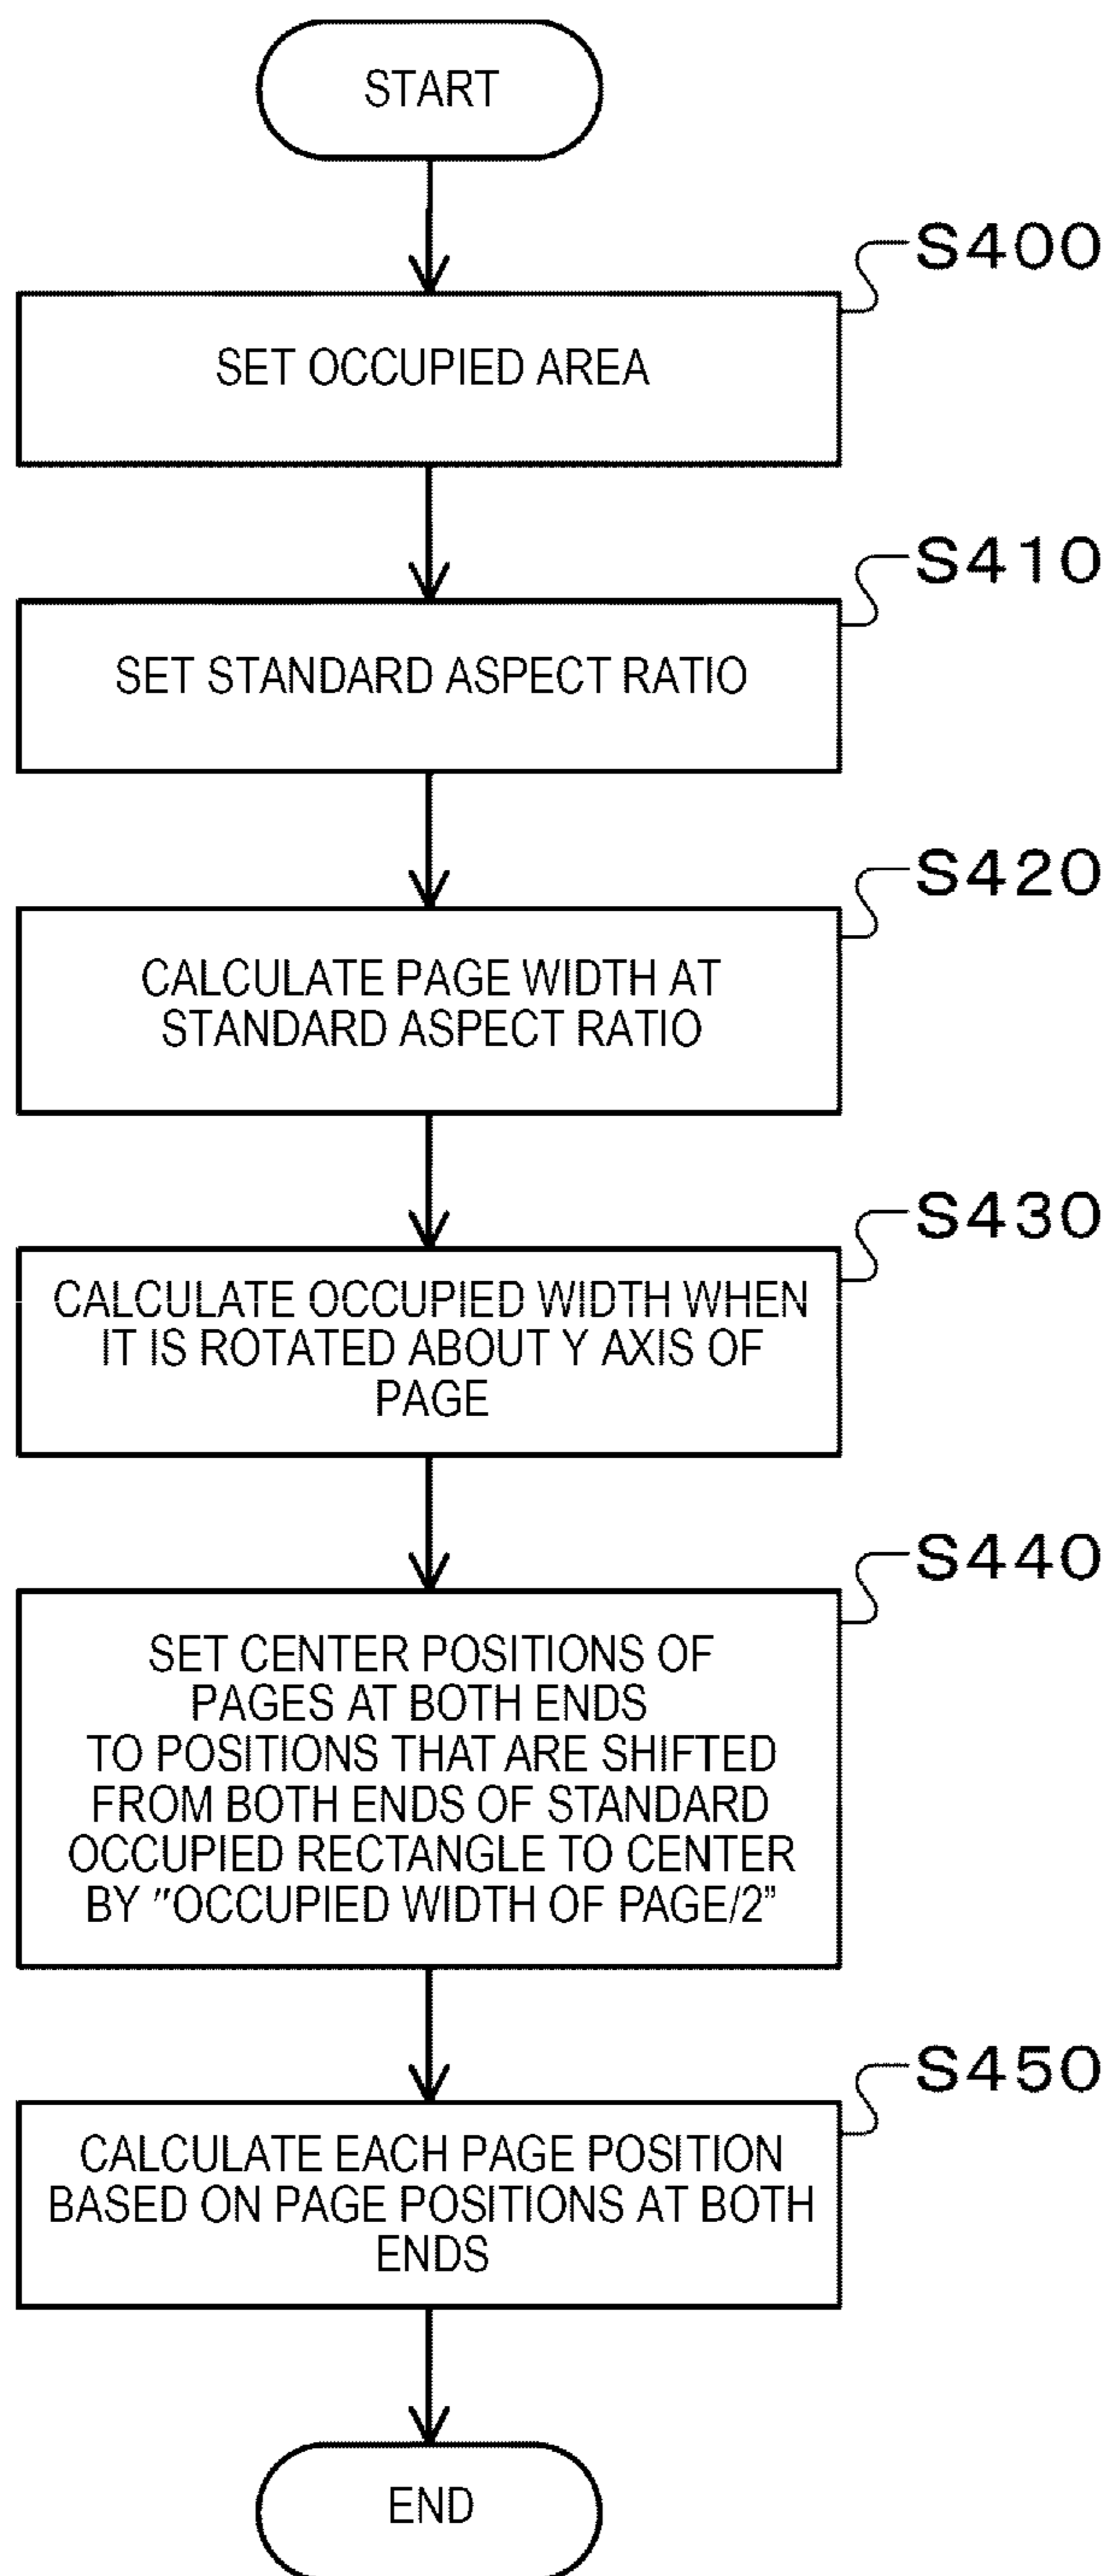 START
S400
SET OCCUPIED AREA
S410
SET STANDARD ASPECT RATIO
S420
CALCULATE PAGE WIDTH AT
STANDARD ASPECT RATIO
S430
CALCULATE OCCUPIED WIDTH WHEN
IT IS ROTATED ABOUT Y AXIS OF
PAGE
S440
SET CENTER POSITIONS OF
PAGES AT BOTH ENDS
TO POSITIONS THAT ARE SHIFTED
FROM BOTH ENDS OF STANDARD
OCCUPIED RECTANGLE TO CENTER
BY "OCCUPIED WIDTH OF PAGE/2”
S450
CALCULATE EACH PAGE POSITION
BASED ON PAGE POSITIONS AT BOTH
ENDS
END